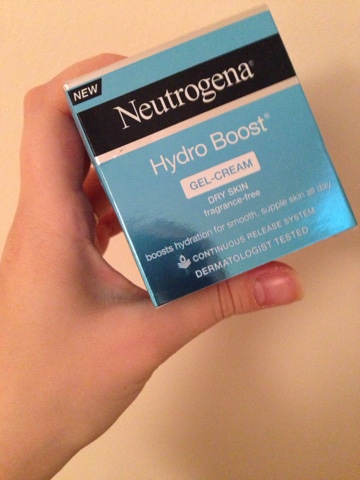 NEW
Neutrogena®
Hydro Boost®
GEL-CREAM
DRY SKIN
fragrance-free
boosts hydration for smooth, supple skin all day
CONTINUOUS RELEASE SYSTEM
DERMATOLOGIST TESTED